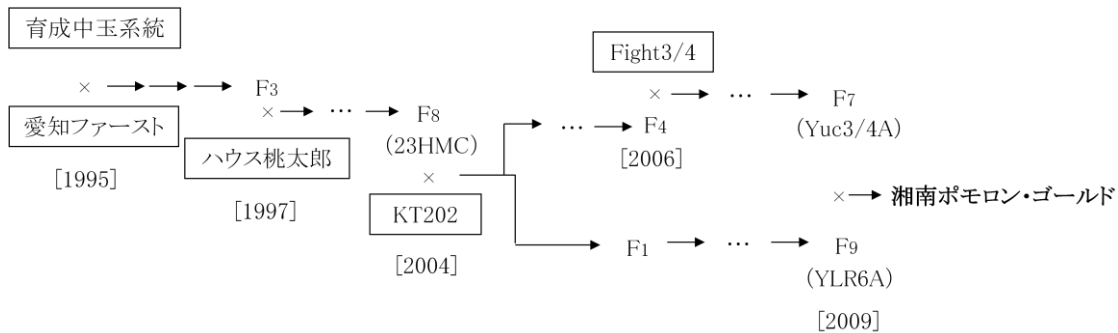 育成中玉系統
Fight3/4
× → → → F3
× → … → F8
× → … → F7
愛知ファースト
(23HMC)
… → F4
(Yuc3/4A)
ハウス桃太郎
[2006]
[1995]
×
× → 湘南ポモロン・ゴールド
[1997]
KT202
F1 → … → F9
[2004]
(YLR6A)
[2009]